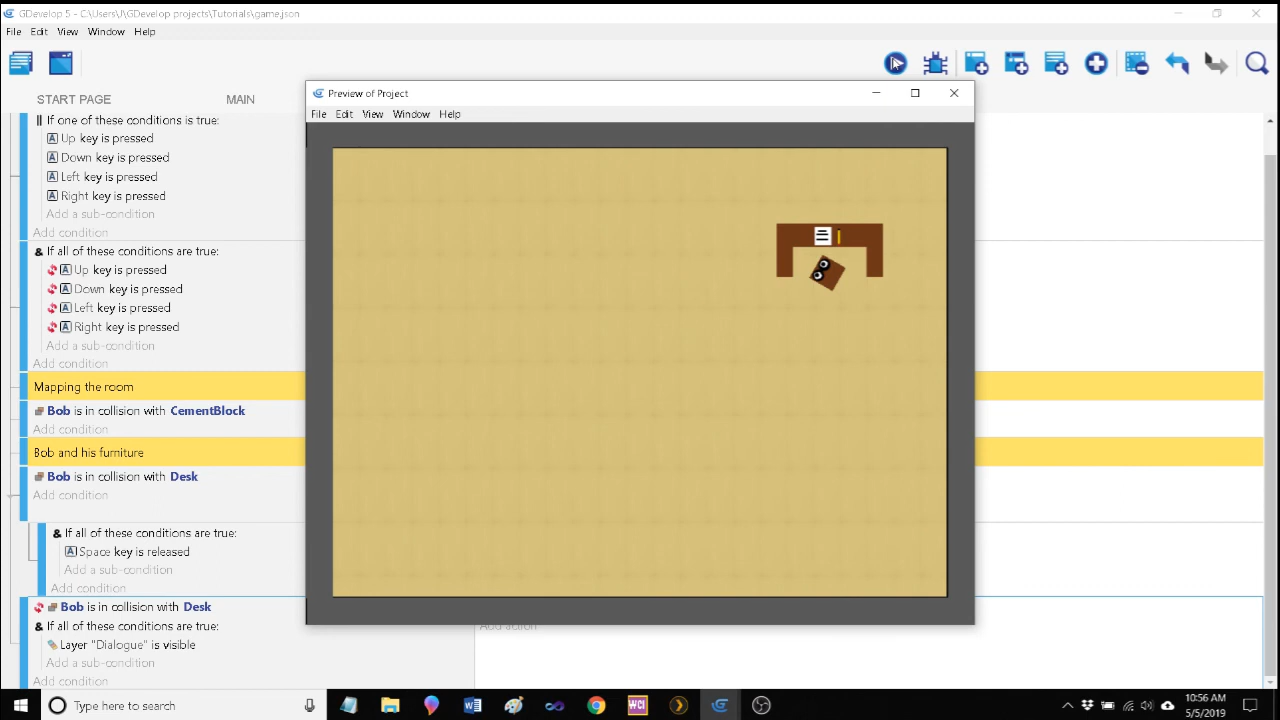 GDevelop 5 - C:\Users\J\GDevelop projects\Tutorials\game.json
File Edit View Window Help
START PAGE MAIN
Preview of Project
File Edit View Window Help
If one of these conditions is true:
Up key is pressed
Down key is pressed
Left key is pressed
Right key is pressed
Add a sub-condition
Add condition
& If all of these conditions are true:
Up key is pressed
Down key is pressed
Left key is pressed
Right key is pressed
Add a sub-condition
Add condition
Mapping the room
Bob is in collision with CementBlock
Add condition
Bob and his furniture
Bob is in collision with Desk
Add condition
& If all of these conditions are true:
Space key is released
Add a sub-condition
Add condition
Bob is in collision with Desk
& If all of these conditions are true:
Layer "Dialogue" is visible
Add a sub-condition
Add condition
Add action
Type here to search
WCI
10:56 AM
5/5/2019